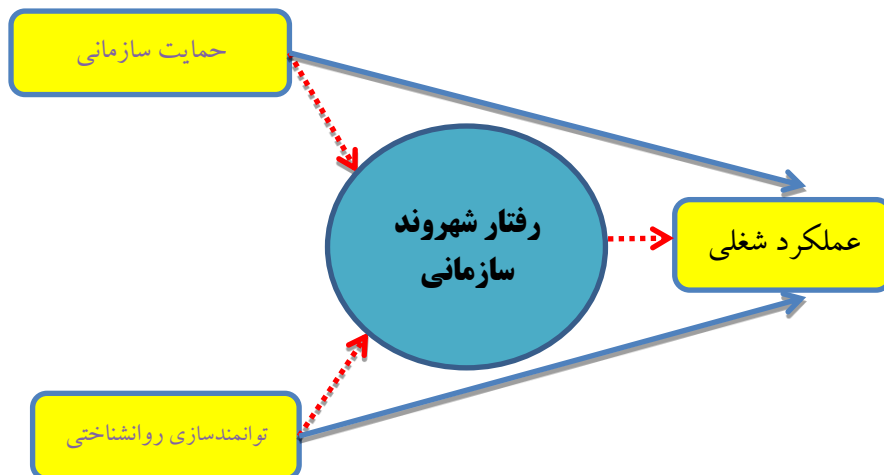 حمایت سازمانی
رفتار شهروند
سازمانی
عملکرد شغلی
توانمندسازی روانشناختی